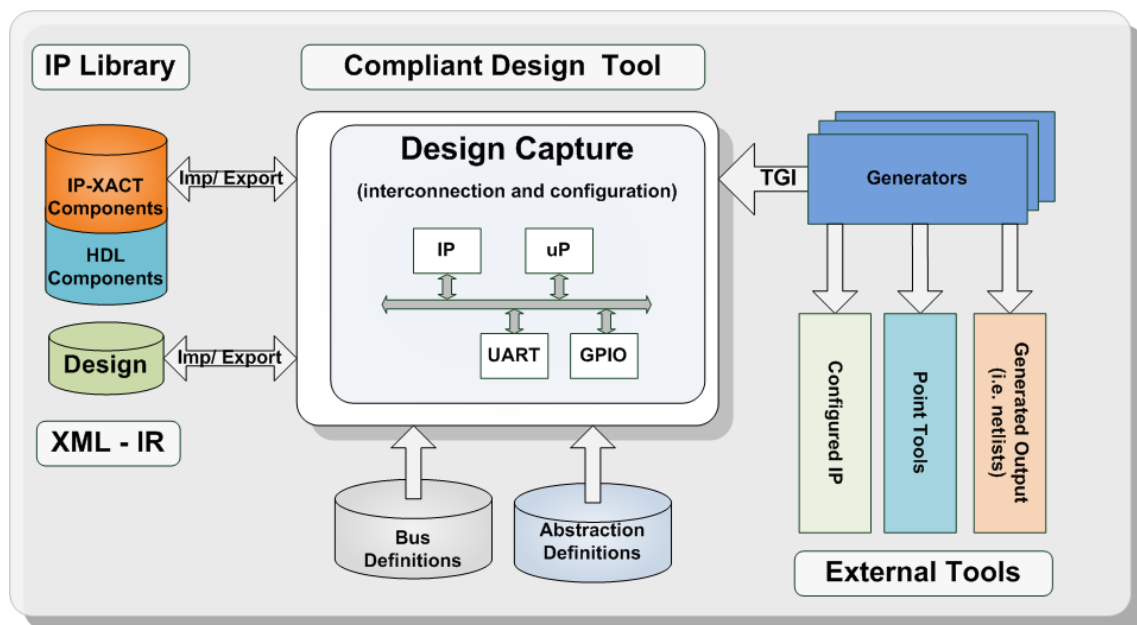 IP Library
Compliant Design Tool
IP-XACT
Components
HDL
Components
Imp/ Export
Design
Imp/ Export
XML - IR
Design Capture
(interconnection and configuration)
IP
uP
UART
GPIO
Bus
Definitions
Abstraction
Definitions
TGI
Generators
Configured IP
Point Tools
Generated Output
(i.e. netlists)
External Tools